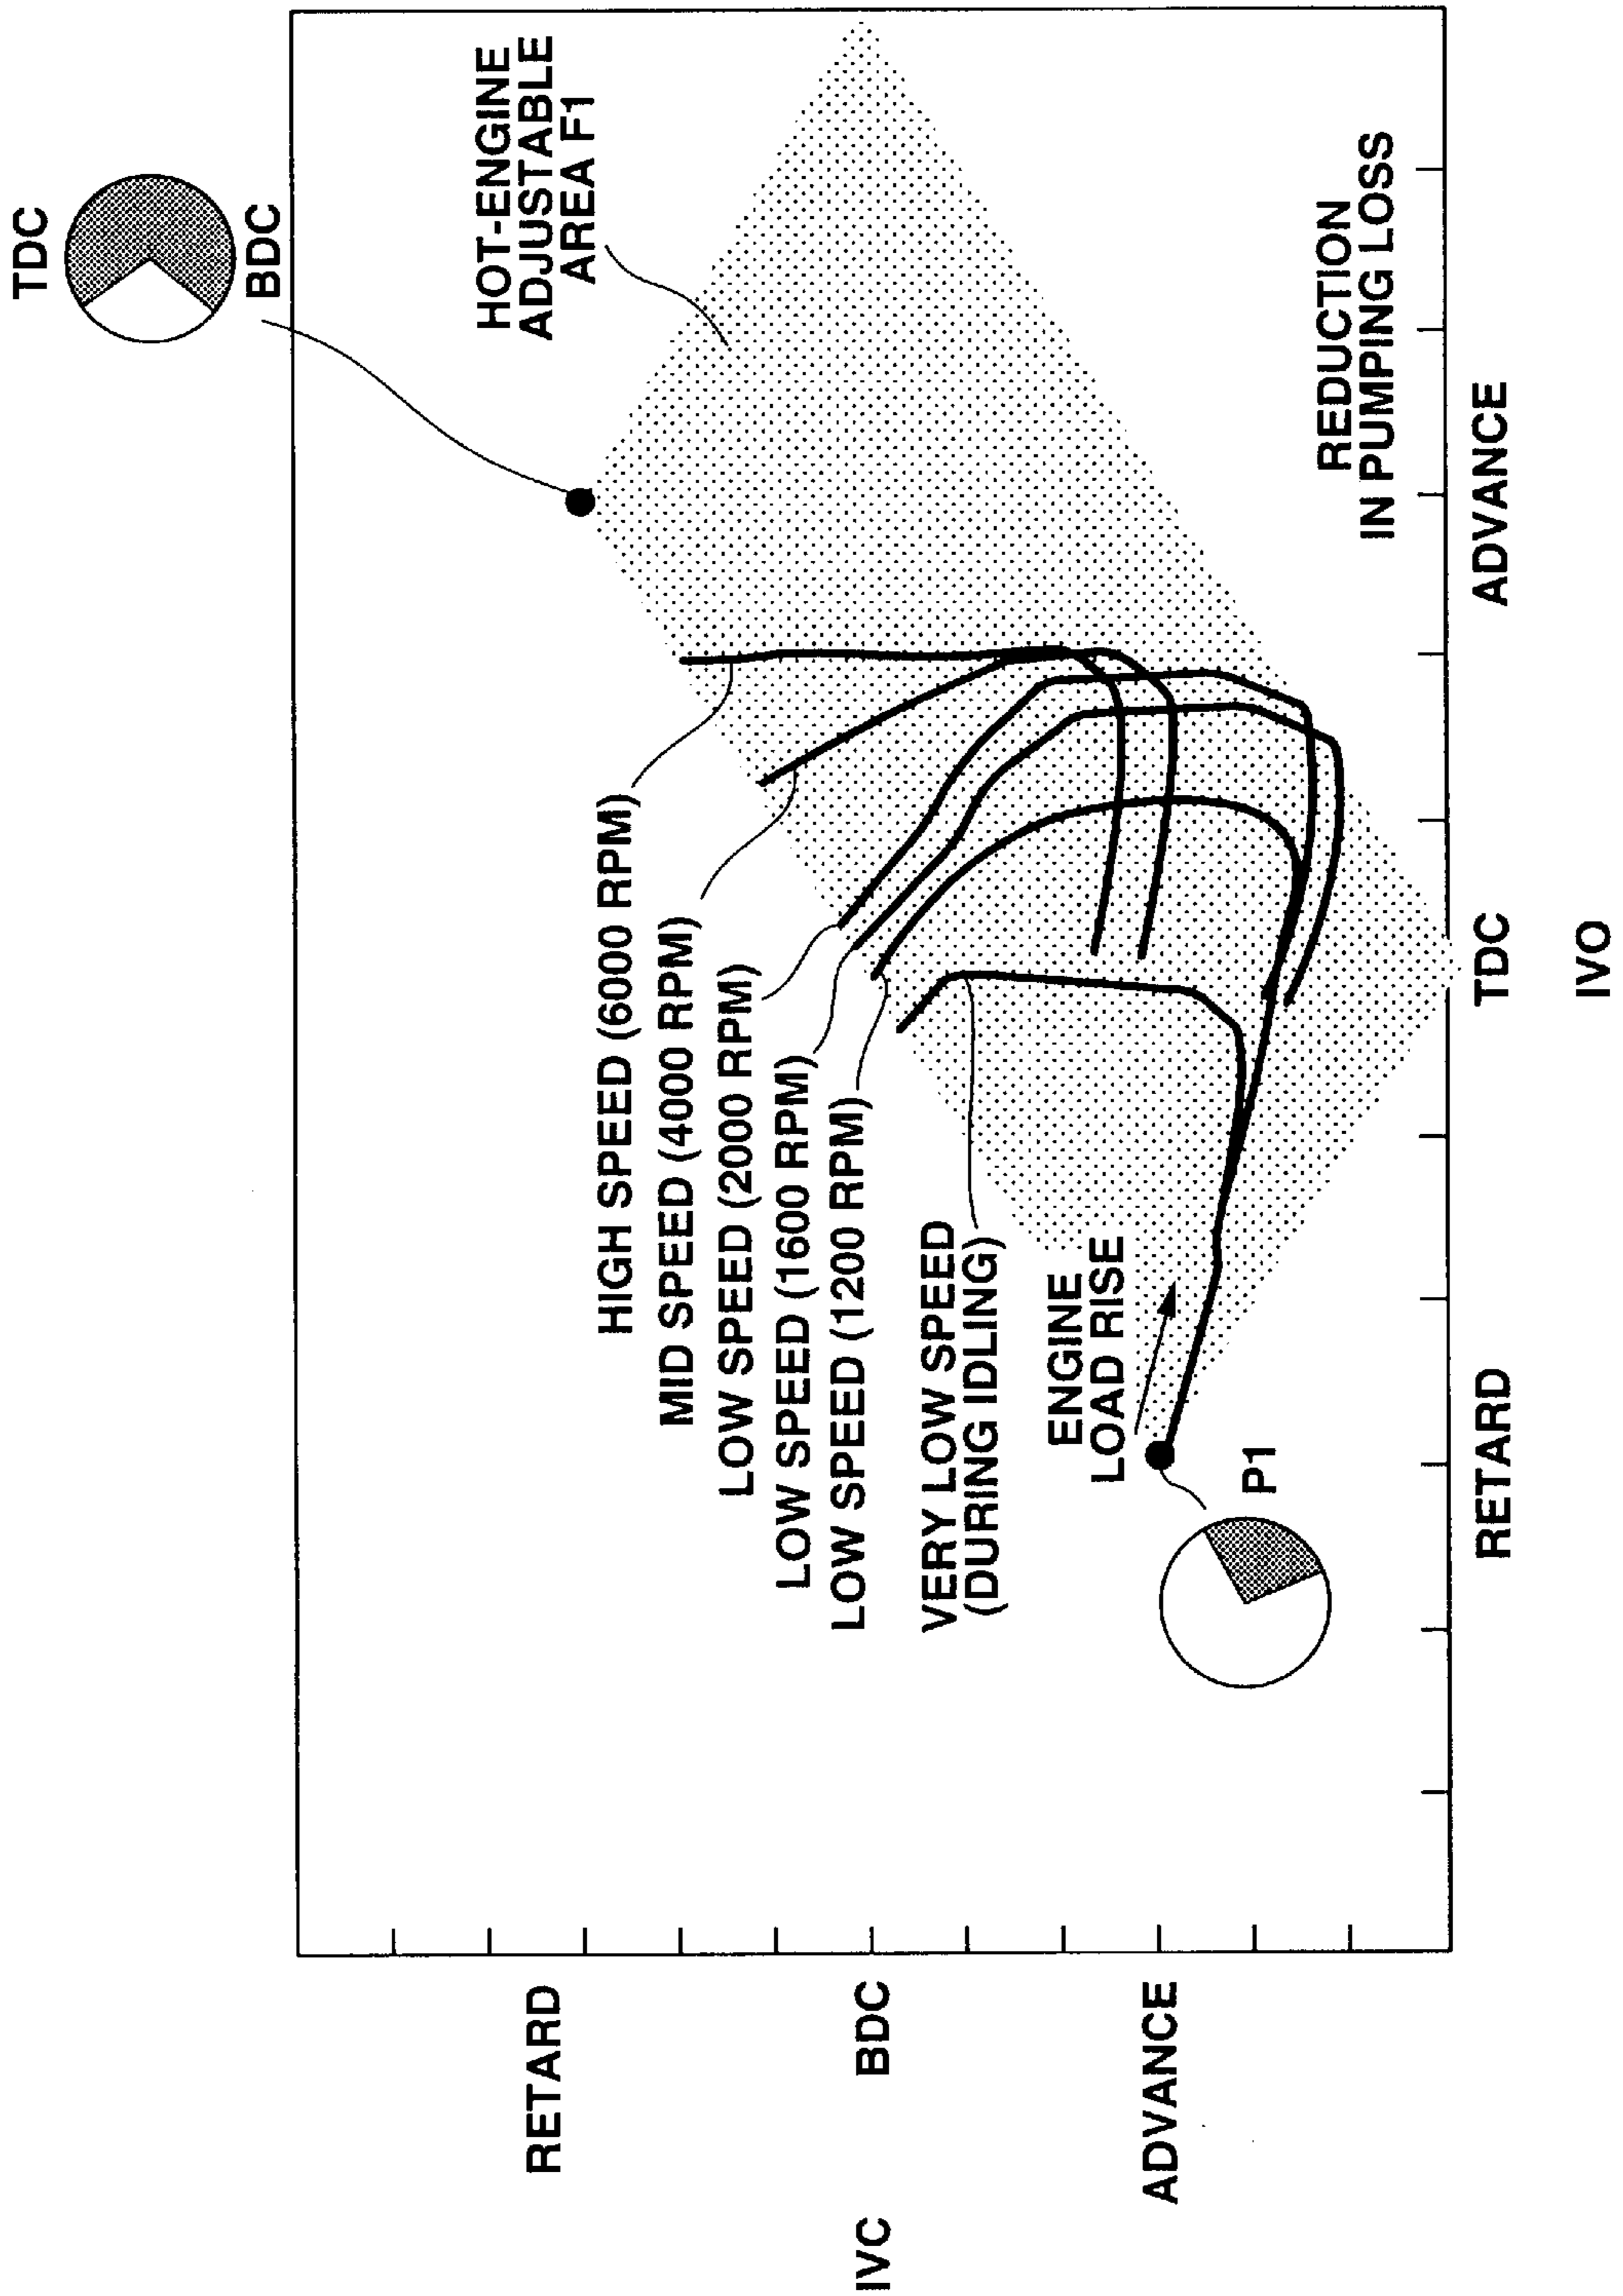 TDC
BDC
HOT-ENGINE
ADJUSTABLE
AREA F1
HIGH SPEED (6000 RPM)
MID SPEED (4000 RPM)
LOW SPEED (2000 RPM)
LOW SPEED (1600 RPM)
LOW SPEED (1200 RPM)
VERY LOW SPEED
(DURING IDLING)
ENGINE
LOAD RISE
P1
REDUCTION
IN PUMPING LOSS
RETARD
IVC
BDC
ADVANCE
RETARD
TDC
ADVANCE
IVO